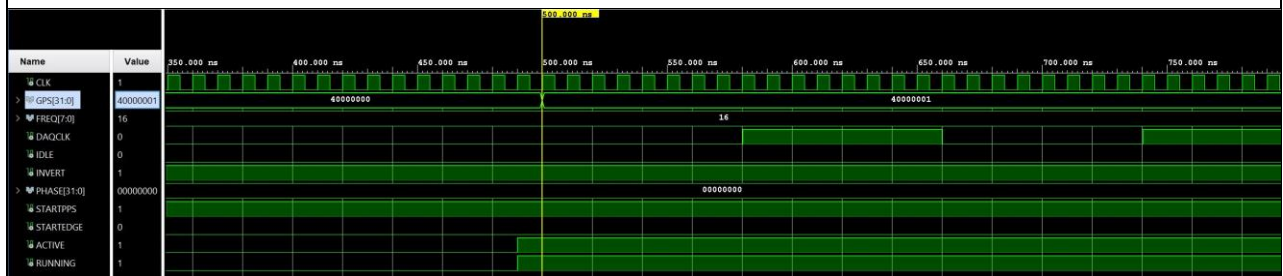 500.000 ns
Name Value 350.000 ns 400.000 ns 450.000 ns 500.000 ns 550.000 ns 600.000 ns 650.000 ns 700.000 ns 750.000 ns
CLK 1
GPS[31:0] 40000001 40000000 40000001
FREQ[7:0] 16 16
DAQCLK 0
IDLE 0
INVERT 1
PHASE[31:0] 00000000 00000000
STARTPPS 1
STARTEDGE 0
ACTIVE 1
RUNNING 1